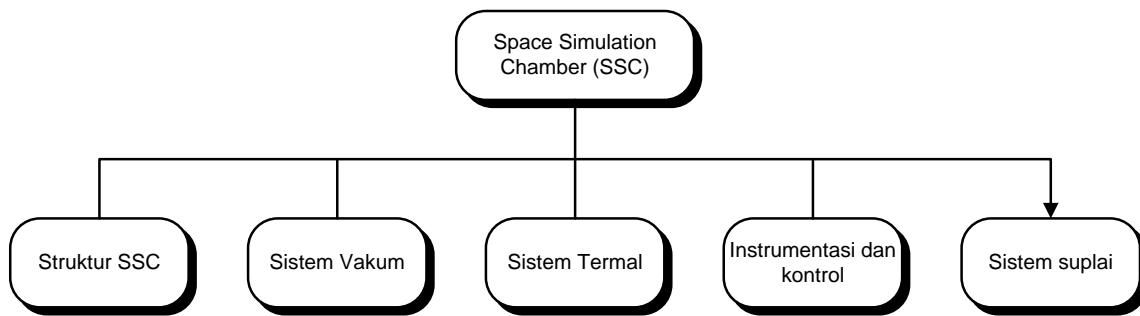 Space Simulation
Chamber (SSC)
Struktur SSC
Sistem Vakum
Sistem Termal
Instrumentasi dan
kontrol
Sistem suplai